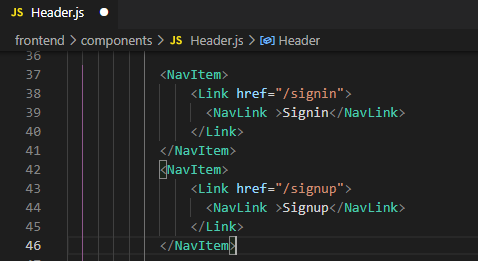 JS Header.js
frontend > components > JS Header.js > Header
36
37 <NavItem>
38 <Link href="/signin">
39 <NavLink >Signin</NavLink>
40 </Link>
41 </NavItem>
42 <NavItem>
43 <Link href="/signup">
44 <NavLink >Signup</NavLink>
45 </Link>
46 </NavItem>